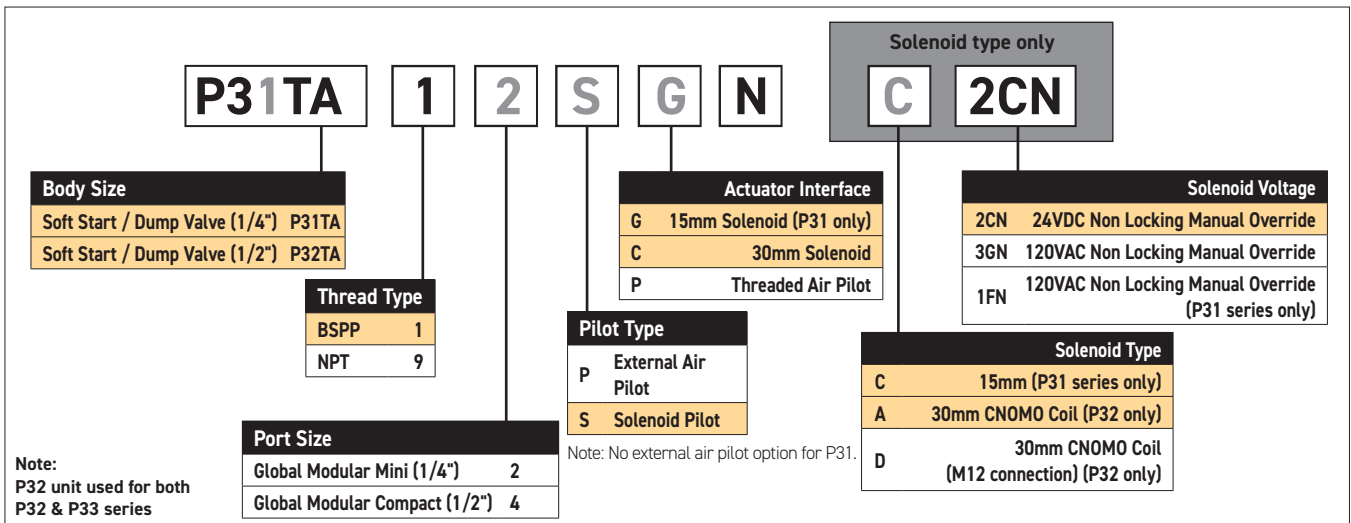 Solenoid type only
P31TA 1 2 S G N C 2CN
Body Size
Soft Start / Dump Valve (1/4") P31TA
Soft Start / Dump Valve (1/2") P32TA
Thread Type
BSPP 1
NPT 9
Port Size
Global Modular Mini (1/4") 2
Global Modular Compact (1/2") 4
Pilot Type
P External Air
Pilot
S Solenoid Pilot
Note: No external air pilot option for P31.
Actuator Interface
G 15mm Solenoid (P31 only)
C 30mm Solenoid
P Threaded Air Pilot
Solenoid Type
C 15mm (P31 series only)
A 30mm CNOMO Coil (P32 only)
D 30mm CNOMO Coil
(M12 connection) (P32 only)
Solenoid Voltage
2CN 24VDC Non Locking Manual Override
3GN 120VAC Non Locking Manual Override
1FN 120VAC Non Locking Manual Override
(P31 series only)
Note:
P32 unit used for both
P32 & P33 series